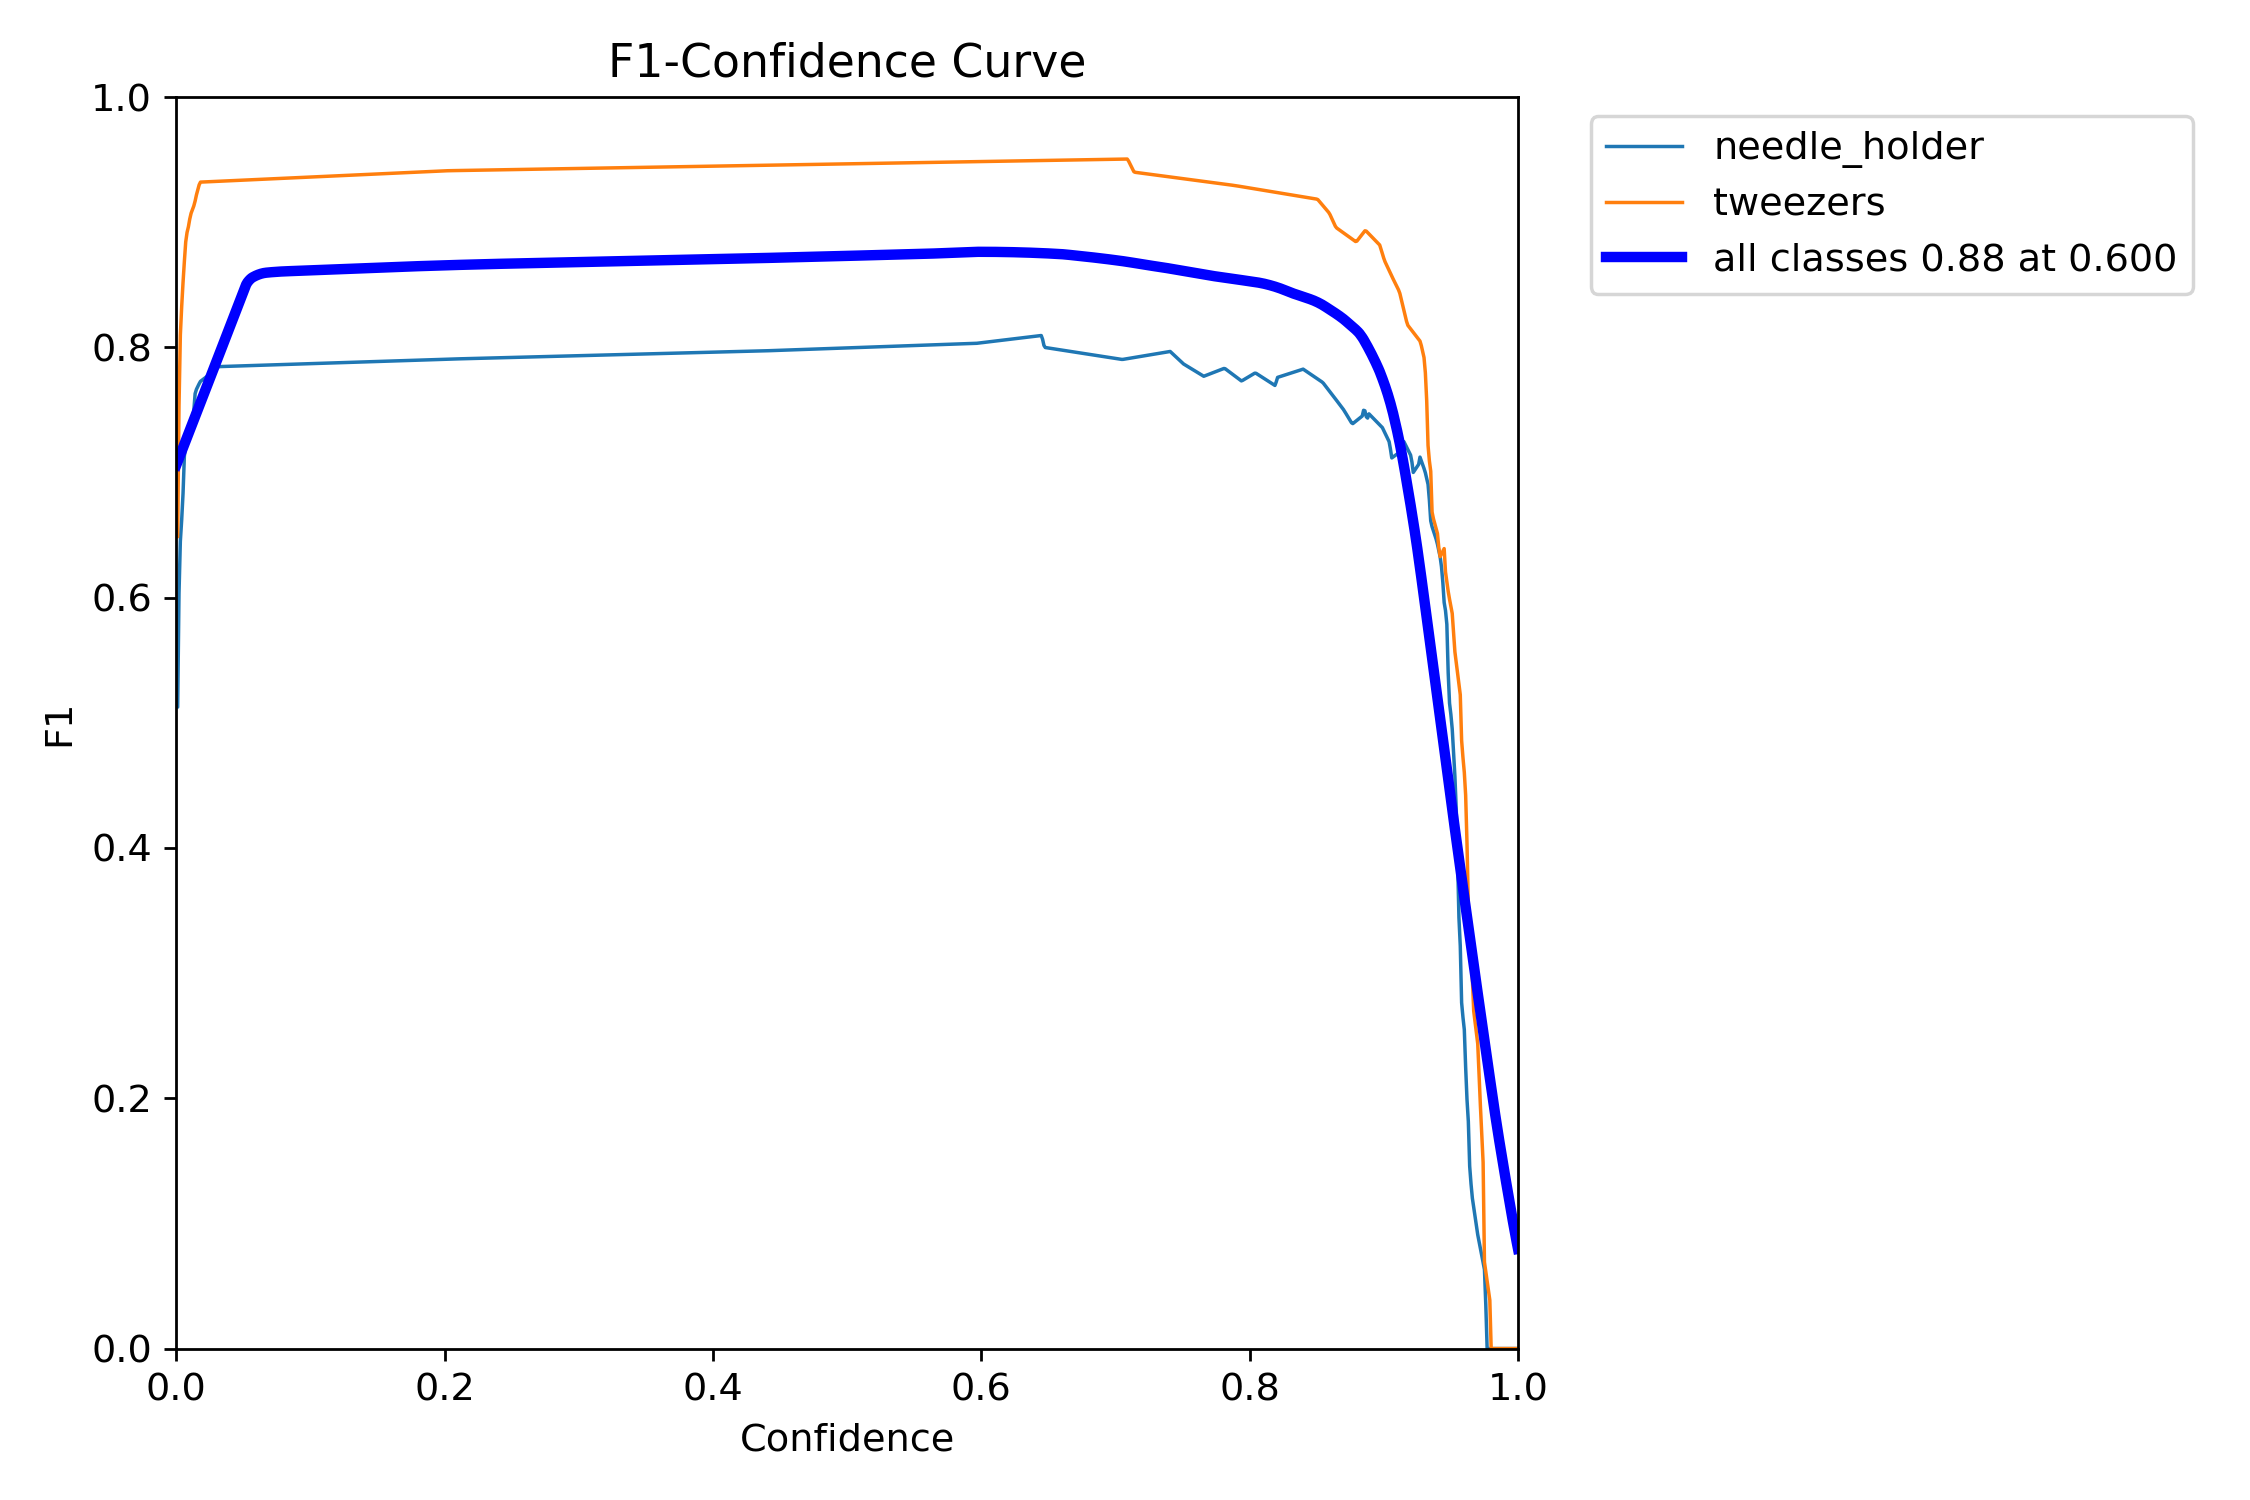 F1-Confidence Curve
1.0
0.8
0.6
0.4
0.2
0.0
F1
0.0 0.2 0.4 0.6 0.8 1.0
Confidence
needle_holder
tweezers
all classes 0.88 at 0.600